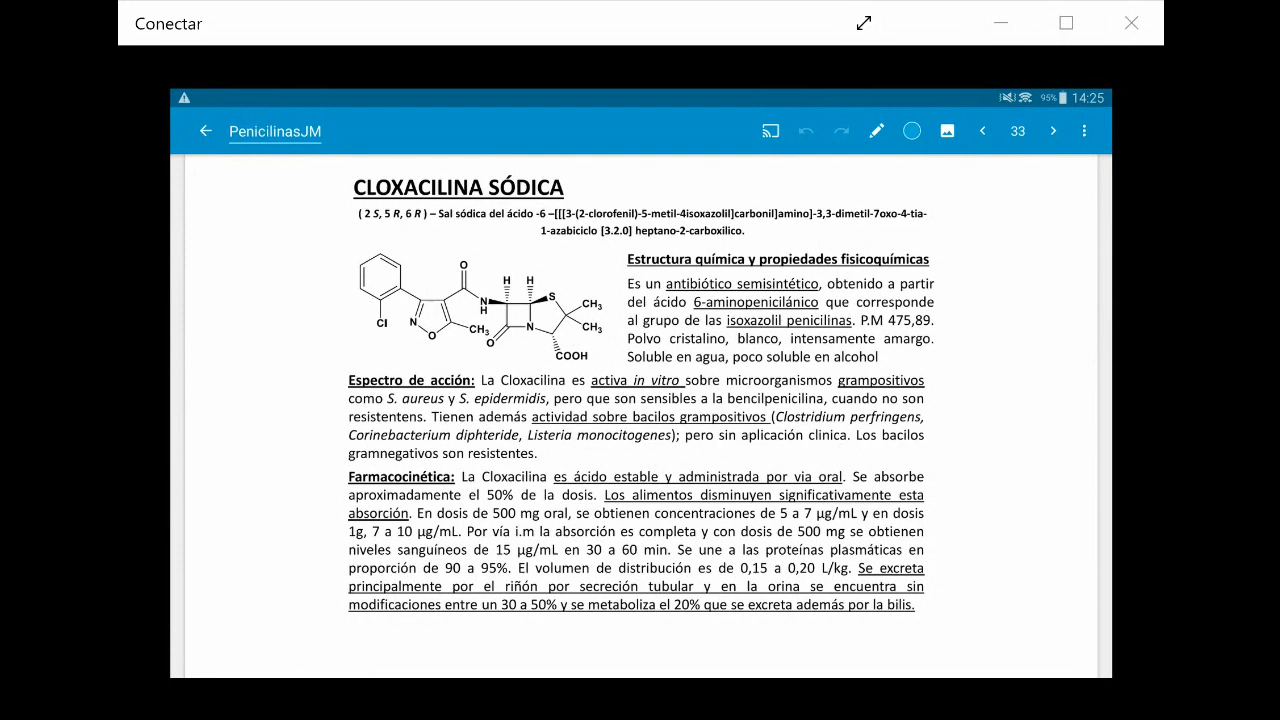 Conectar
95% 14:25
PenicilinasJM
33
CLOXACILINA SÓDICA
( 2 S, 5 R, 6 R ) – Sal sódica del ácido -6 –[[[3-(2-clorofenil)-5-metil-4isoxazolil]carbonil]amino]-3,3-dimetil-7oxo-4-tia-
1-azabiciclo [3.2.0] heptano-2-carboxilico.
Estructura química y propiedades fisicoquímicas
Es un antibiótico semisintético, obtenido a partir
del ácido 6-aminopenicilánico que corresponde
al grupo de las isoxazolil penicilinas. P.M 475,89.
Polvo cristalino, blanco, intensamente amargo.
Soluble en agua, poco soluble en alcohol
O
H H
S
N
H
CH3
Cl
N
O
CH3
N
CH3
O
COOH
Espectro de acción: La Cloxacilina es activa in vitro sobre microorganismos grampositivos
como S. aureus y S. epidermidis, pero que son sensibles a la bencilpenicilina, cuando no son
resistentens. Tienen además actividad sobre bacilos grampositivos (Clostridium perfringens,
Corinebacterium diphteride, Listeria monocitogenes); pero sin aplicación clinica. Los bacilos
gramnegativos son resistentes.
Farmacocinética: La Cloxacilina es ácido estable y administrada por via oral. Se absorbe
aproximadamente el 50% de la dosis. Los alimentos disminuyen significativamente esta
absorción. En dosis de 500 mg oral, se obtienen concentraciones de 5 a 7 µg/mL y en dosis
1g, 7 a 10 µg/mL. Por vía i.m la absorción es completa y con dosis de 500 mg se obtienen
niveles sanguíneos de 15 µg/mL en 30 a 60 min. Se une a las proteínas plasmáticas en
proporción de 90 a 95%. El volumen de distribución es de 0,15 a 0,20 L/kg. Se excreta
principalmente por el riñón por secreción tubular y en la orina se encuentra sin
modificaciones entre un 30 a 50% y se metaboliza el 20% que se excreta además por la bilis.